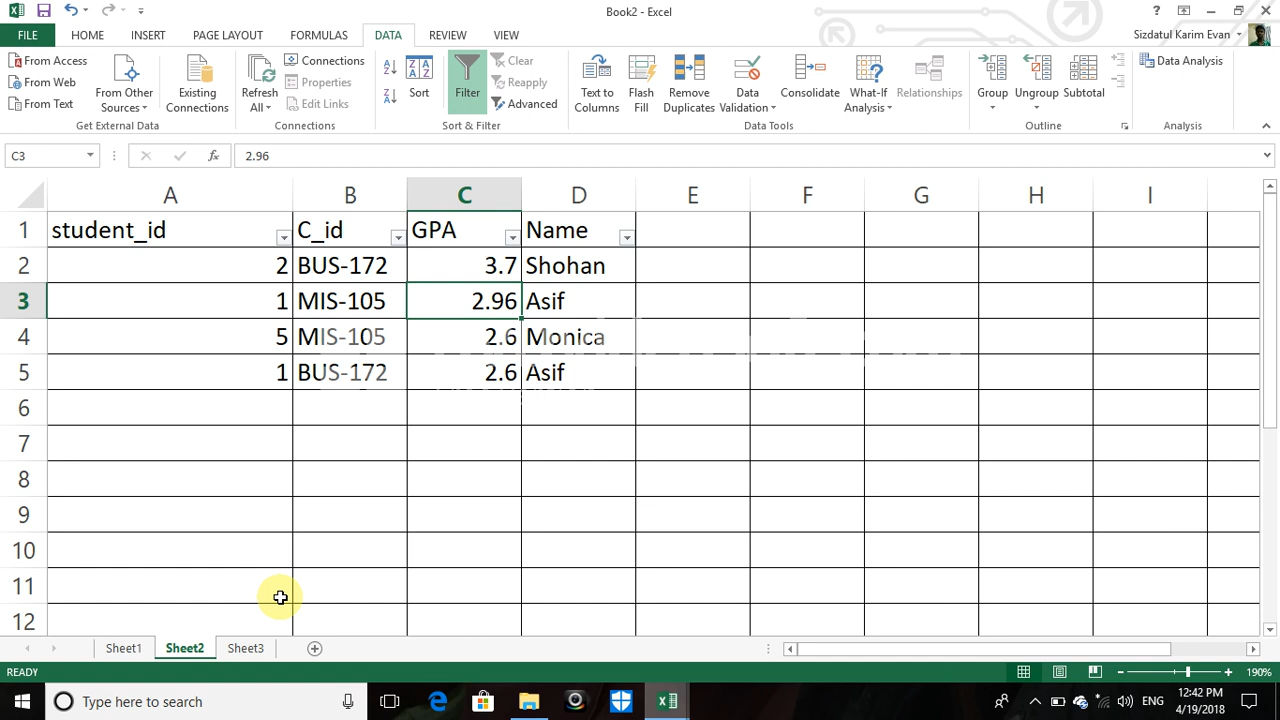 Book2 - Excel
FILE HOME INSERT PAGE LAYOUT FORMULAS DATA REVIEW VIEW Sizdatul Karim Evan
From Access
From Web
From Text
From Other Sources
Existing Connections
Get External Data
Refresh All
Connections
Properties
Edit Links
Connections
Sort
Filter
Clear
Reapply
Advanced
Sort & Filter
Text to Columns
Flash Fill
Remove Duplicates
Data Validation
Consolidate
What-If Analysis
Relationships
Data Tools
Group
Ungroup
Subtotal
Outline
Data Analysis
Analysis
C3 fx 2.96
A B C D E F G H I
1 student_id C_id GPA Name
2 2 BUS-172 3.7 Shohan
3 1 MIS-105 2.96 Asif
4 5 MIS-105 2.6 Monica
5 1 BUS-172 2.6 Asif
6
7
8
9
10
11
12
Sheet1 Sheet2 Sheet3
READY 190%
Type here to search
ENG
12:42 PM
4/19/2018